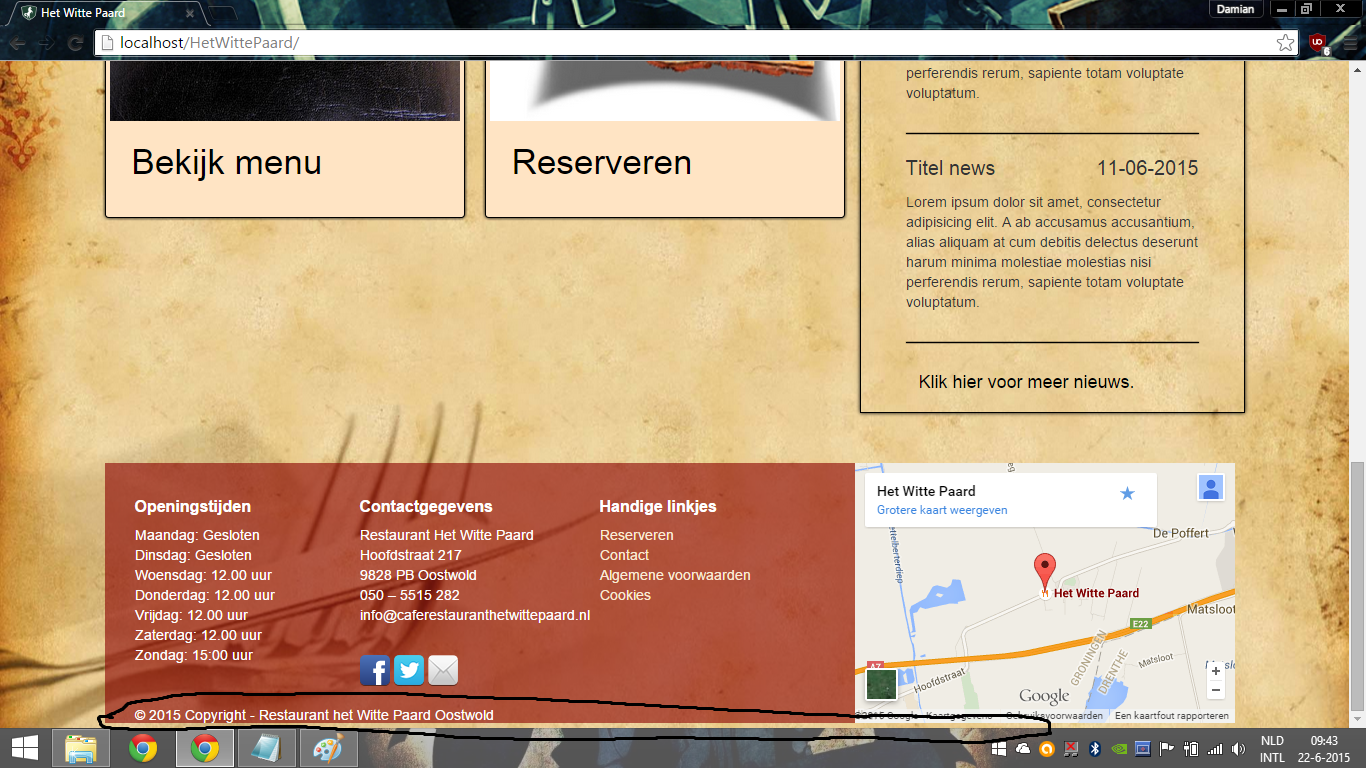 Het Witte Paard
Damian
localhost/HetWittePaard/
6
Bekijk menu
Reserveren
perferendis rerum, sapiente totam voluptate
voluptatum.
Titel news 11-06-2015
Lorem ipsum dolor sit amet, consectetur
adipisicing elit. A ab accusamus accusantium,
alias aliquam at cum debitis delectus deserunt
harum minima molestiae molestias nisi
perferendis rerum, sapiente totam voluptate
voluptatum.
Klik hier voor meer nieuws.
Openingstijden
Maandag: Gesloten
Dinsdag: Gesloten
Woensdag: 12.00 uur
Donderdag: 12.00 uur
Vrijdag: 12.00 uur
Zaterdag: 12.00 uur
Zondag: 15:00 uur
Contactgegevens
Restaurant Het Witte Paard
Hoofdstraat 217
9828 PB Oostwold
050 – 5515 282
info@caferestauranthetwittepaard.nl
Handige linkjes
Reserveren
Contact
Algemene voorwaarden
Cookies
© 2015 Copyright - Restaurant het Witte Paard Oostwold
Het Witte Paard
Grotere kaart weergeven
De Poffert
Het Witte Paard
Matsloot
E22
A7
Hoofdstraat
GRONINGEN
DRENTHE
Matsloot
Google
Gebruiksvoorwaarden
Een kaartfout rapporteren
NLD
INTL
09:43
22-6-2015